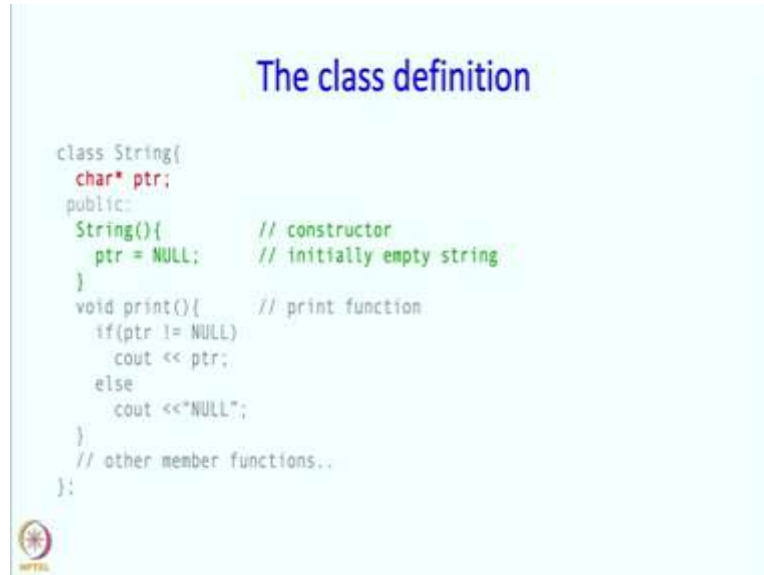 The class definition
class String{
char* ptr;
public:
String(){ // constructor
ptr = NULL; // initially empty string
}
void print(){ // print function
if(ptr != NULL)
cout << ptr;
else
cout <<"NULL";
}
// other member functions..
};
NPTEL